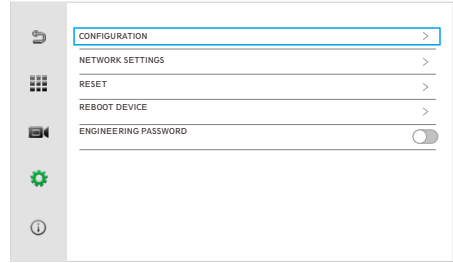 CONFIGURATION
NETWORK SETTINGS
RESET
REBOOT DEVICE
ENGINEERING PASSWORD